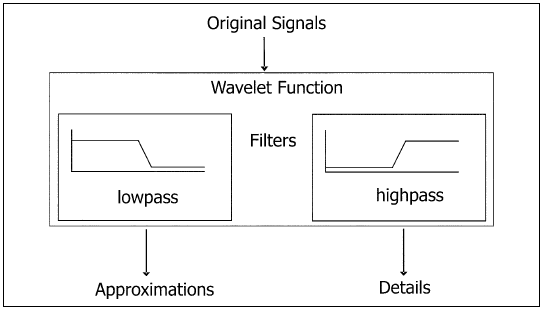 Original Signals
Wavelet Function
Filters
lowpass
highpass
Approximations
Details